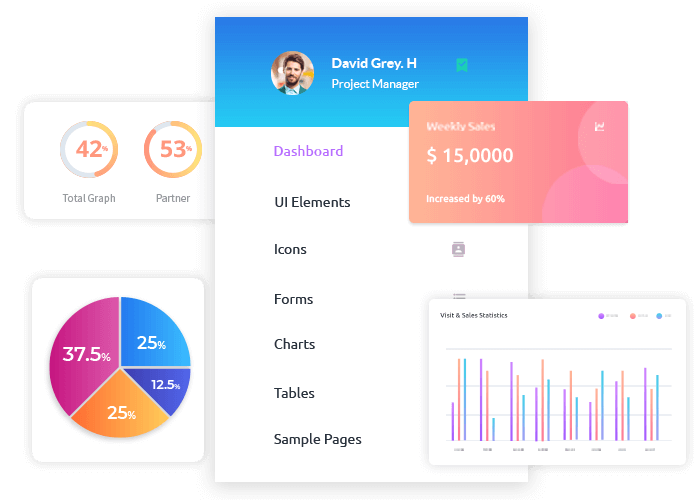 David Grey. H
Project Manager
42%
53%
Total Graph
Partner
Weekly Sales
$ 15,0000
Increased by 60%
Dashboard
UI Elements
Icons
Forms
Charts
Tables
Sample Pages
37.5%
25%
12.5%
25%
Visit & Sales Statistics